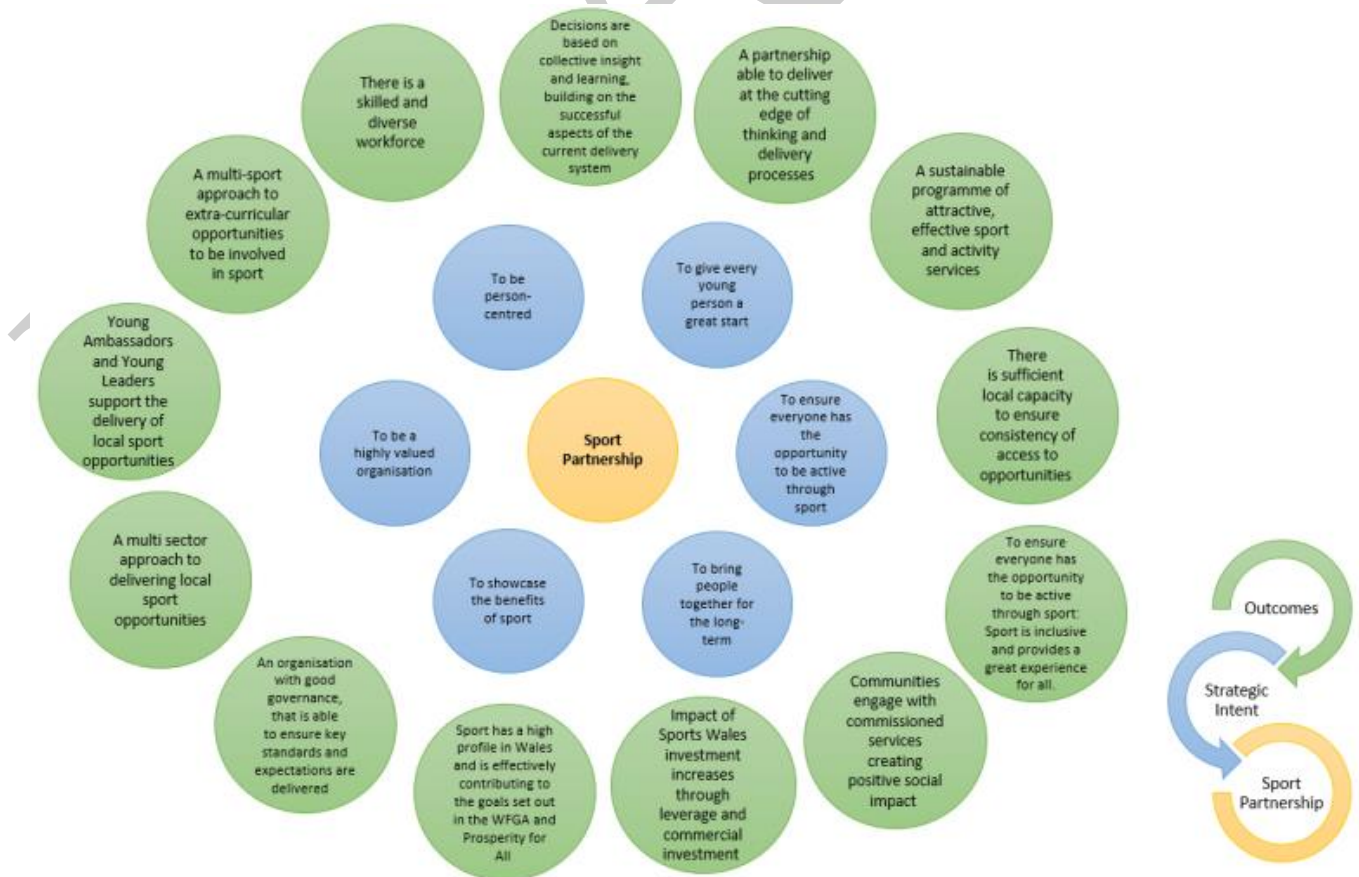 Decisions are
based on
collective insight
and learning,
building on the
successful
aspects of the
current delivery
system
A partnership
able to deliver
at the cutting
edge of
thinking and
delivery
processes
A sustainable
programme of
attractive,
effective sport
and activity
services
There
is sufficient
local capacity
to ensure
consistency of
access to
opportunities
To ensure
everyone has
the opportunity
to be active
through sport:
Sport is inclusive
and provides a
great experience
for all.
Communities
engage with
commissioned
services
creating
positive social
impact
Impact of
Sports Wales
investment
increases
through
leverage and
commercial
investment
Sport has a high
profile in Wales
and is effectively
contributing to
the goals set out
in the WFGA and
Prosperity for
All
An organisation
with good
governance,
that is able
to ensure key
standards and
expectations are
delivered
A multi sector
approach to
delivering local
sport
opportunities
Young
Ambassadors
and Young
Leaders
support the
delivery of
local sport
opportunities
A multi-sport
approach to
extra-curricular
opportunities
to be involved
in sport
There is a
skilled and
diverse
workforce
To be
person-
centred
To give every
young
person a
great start
To ensure
everyone has
the
opportunity
to be active
through
sport
To bring
people
together for
the long-
term
To showcase
the benefits
of sport
To be a
highly valued
organisation
Sport
Partnership
Outcomes
Strategic
Intent
Sport
Partnership